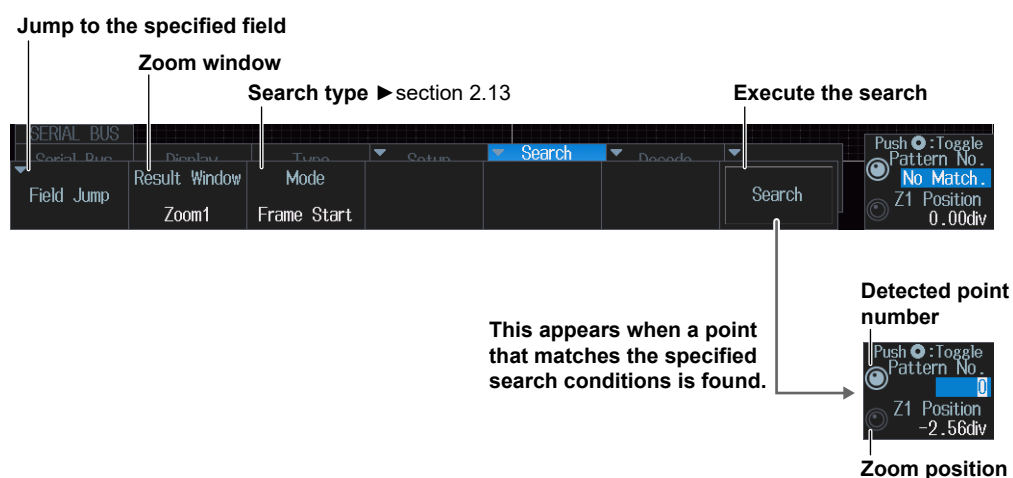 Jump to the specified field
Zoom window
Search type ►section 2.13
Execute the search
SERIAL BUS
Serial Bus
Display
Type
Setup
Search
Decode
Field Jump
Result Window
Zoom1
Mode
Frame Start
Search
Push :Toggle
Pattern No.
No Match.
Z1 Position
0.00div
This appears when a point
that matches the specified
search conditions is found.
Detected point
number
Push :Toggle
Pattern No.
0
Z1 Position
-2.56div
Zoom position